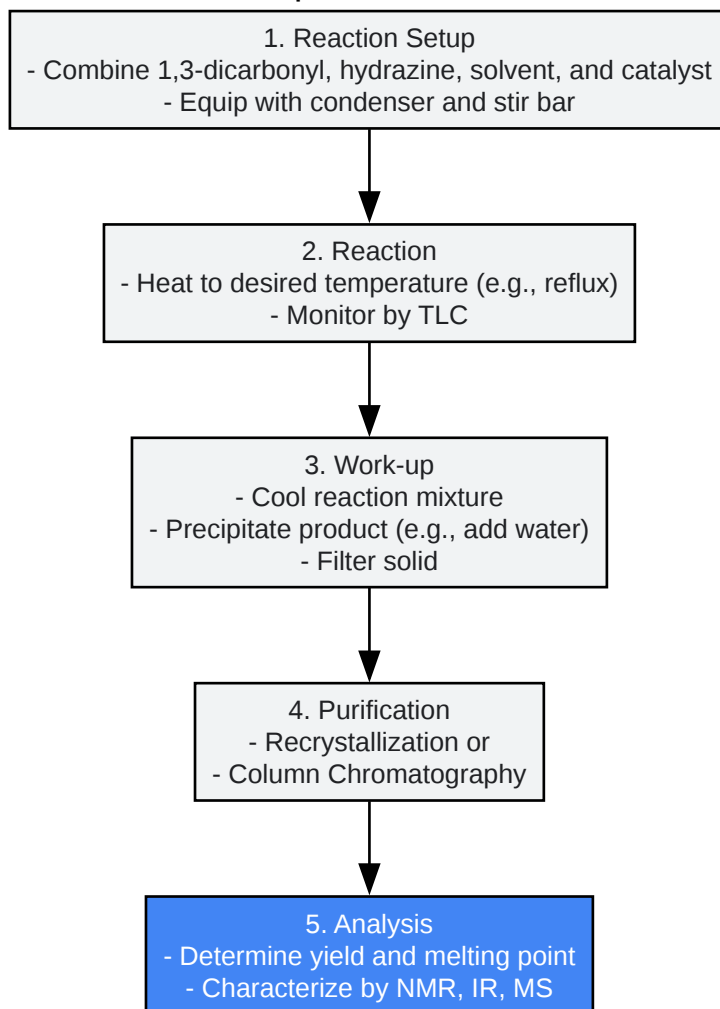 1. Reaction Setup
- Combine 1,3-dicarbonyl, hydrazine, solvent, and catalyst
- Equip with condenser and stir bar
2. Reaction
- Heat to desired temperature (e.g., reflux)
- Monitor by TLC
3. Work-up
- Cool reaction mixture
- Precipitate product (e.g., add water)
- Filter solid
4. Purification
- Recrystallization or
- Column Chromatography
5. Analysis
- Determine yield and melting point
- Characterize by NMR, IR, MS